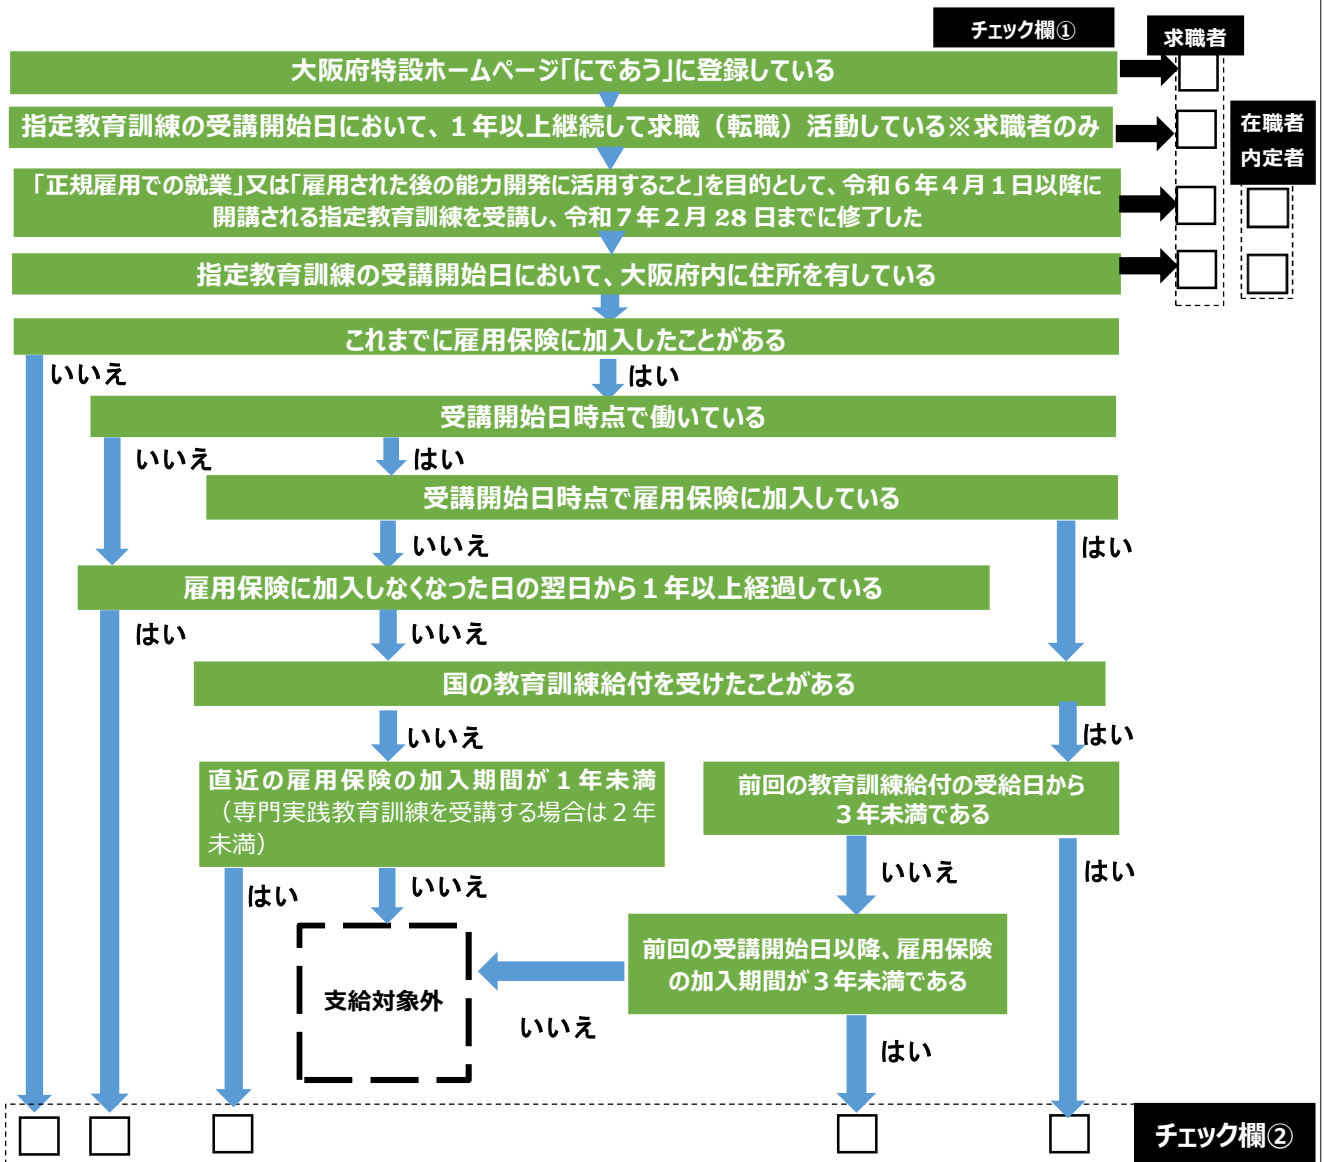 チェック欄①
求職者
大阪府特設ホームページ「にであう」に登録している
指定教育訓練の受講開始日において、１年以上継続して求職（転職）活動している※求職者のみ
在職者
内定者
「正規雇用での就業」又は「雇用された後の能力開発に活用すること」を目的として、令和６年４月１日以降に
開講される指定教育訓練を受講し、令和７年２月 28 日までに修了した
指定教育訓練の受講開始日において、大阪府内に住所を有している
これまでに雇用保険に加入したことがある
いいえ
はい
受講開始日時点で働いている
いいえ
はい
受講開始日時点で雇用保険に加入している
いいえ
はい
雇用保険に加入しなくなった日の翌日から１年以上経過している
はい
いいえ
国の教育訓練給付を受けたことがある
いいえ
はい
直近の雇用保険の加入期間が１年未満
（専門実践教育訓練を受講する場合は２年
未満）
前回の教育訓練給付の受給日から
３年未満である
はい
いいえ
いいえ
はい
前回の受講開始日以降、雇用保険
の加入期間が３年未満である
支給対象外
いいえ
はい
チェック欄②